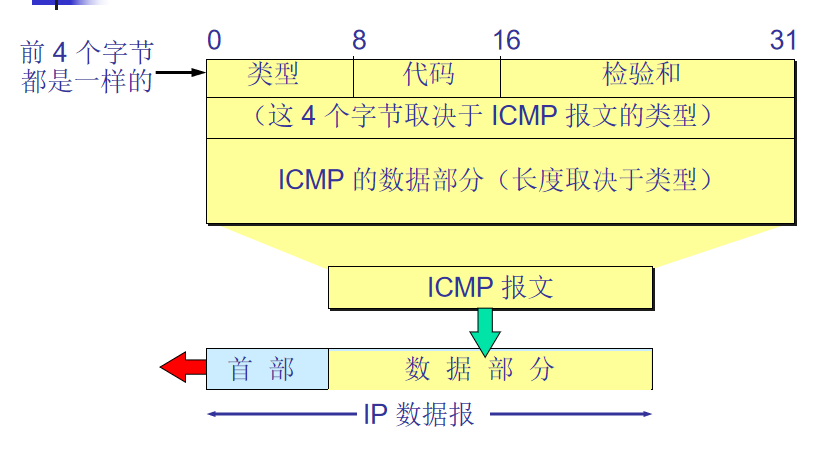 0 8 16 31
前 4 个字节
都是一样的
类型 代码 检验和
（这 4 个字节取决于 ICMP 报文的类型）
ICMP 的数据部分（长度取决于类型）
ICMP 报文
首 部 数 据 部 分
IP 数据报